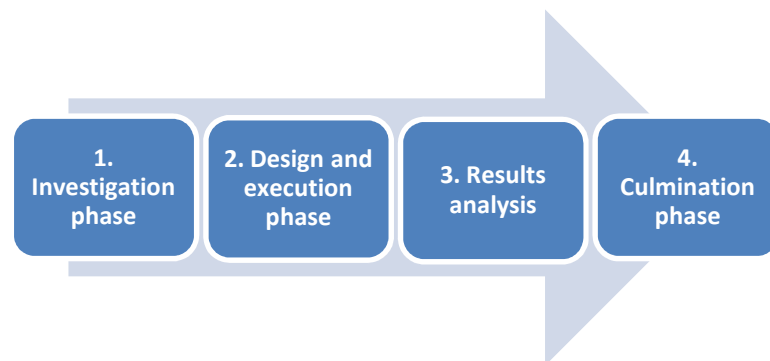 1.
Investigation
phase
2. Design and
execution
phase
3. Results
analysis
4.
Culmination
phase